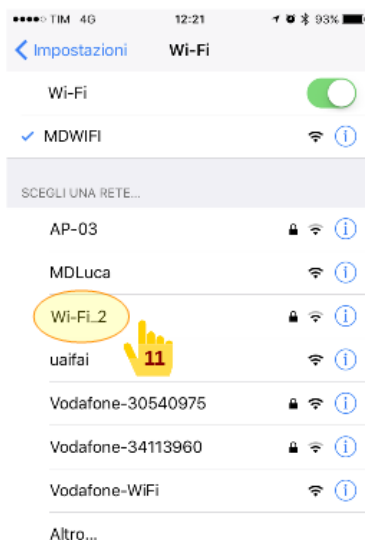 TIM 4G 12:21 93%
Impostazioni Wi-Fi
Wi-Fi
MDWIFI
SCEGLI UNA RETE...
AP-03
MDLuca
Wi-Fi_2
uaifai 11
Vodafone-30540975
Vodafone-34113960
Vodafone-WiFi
Altro...